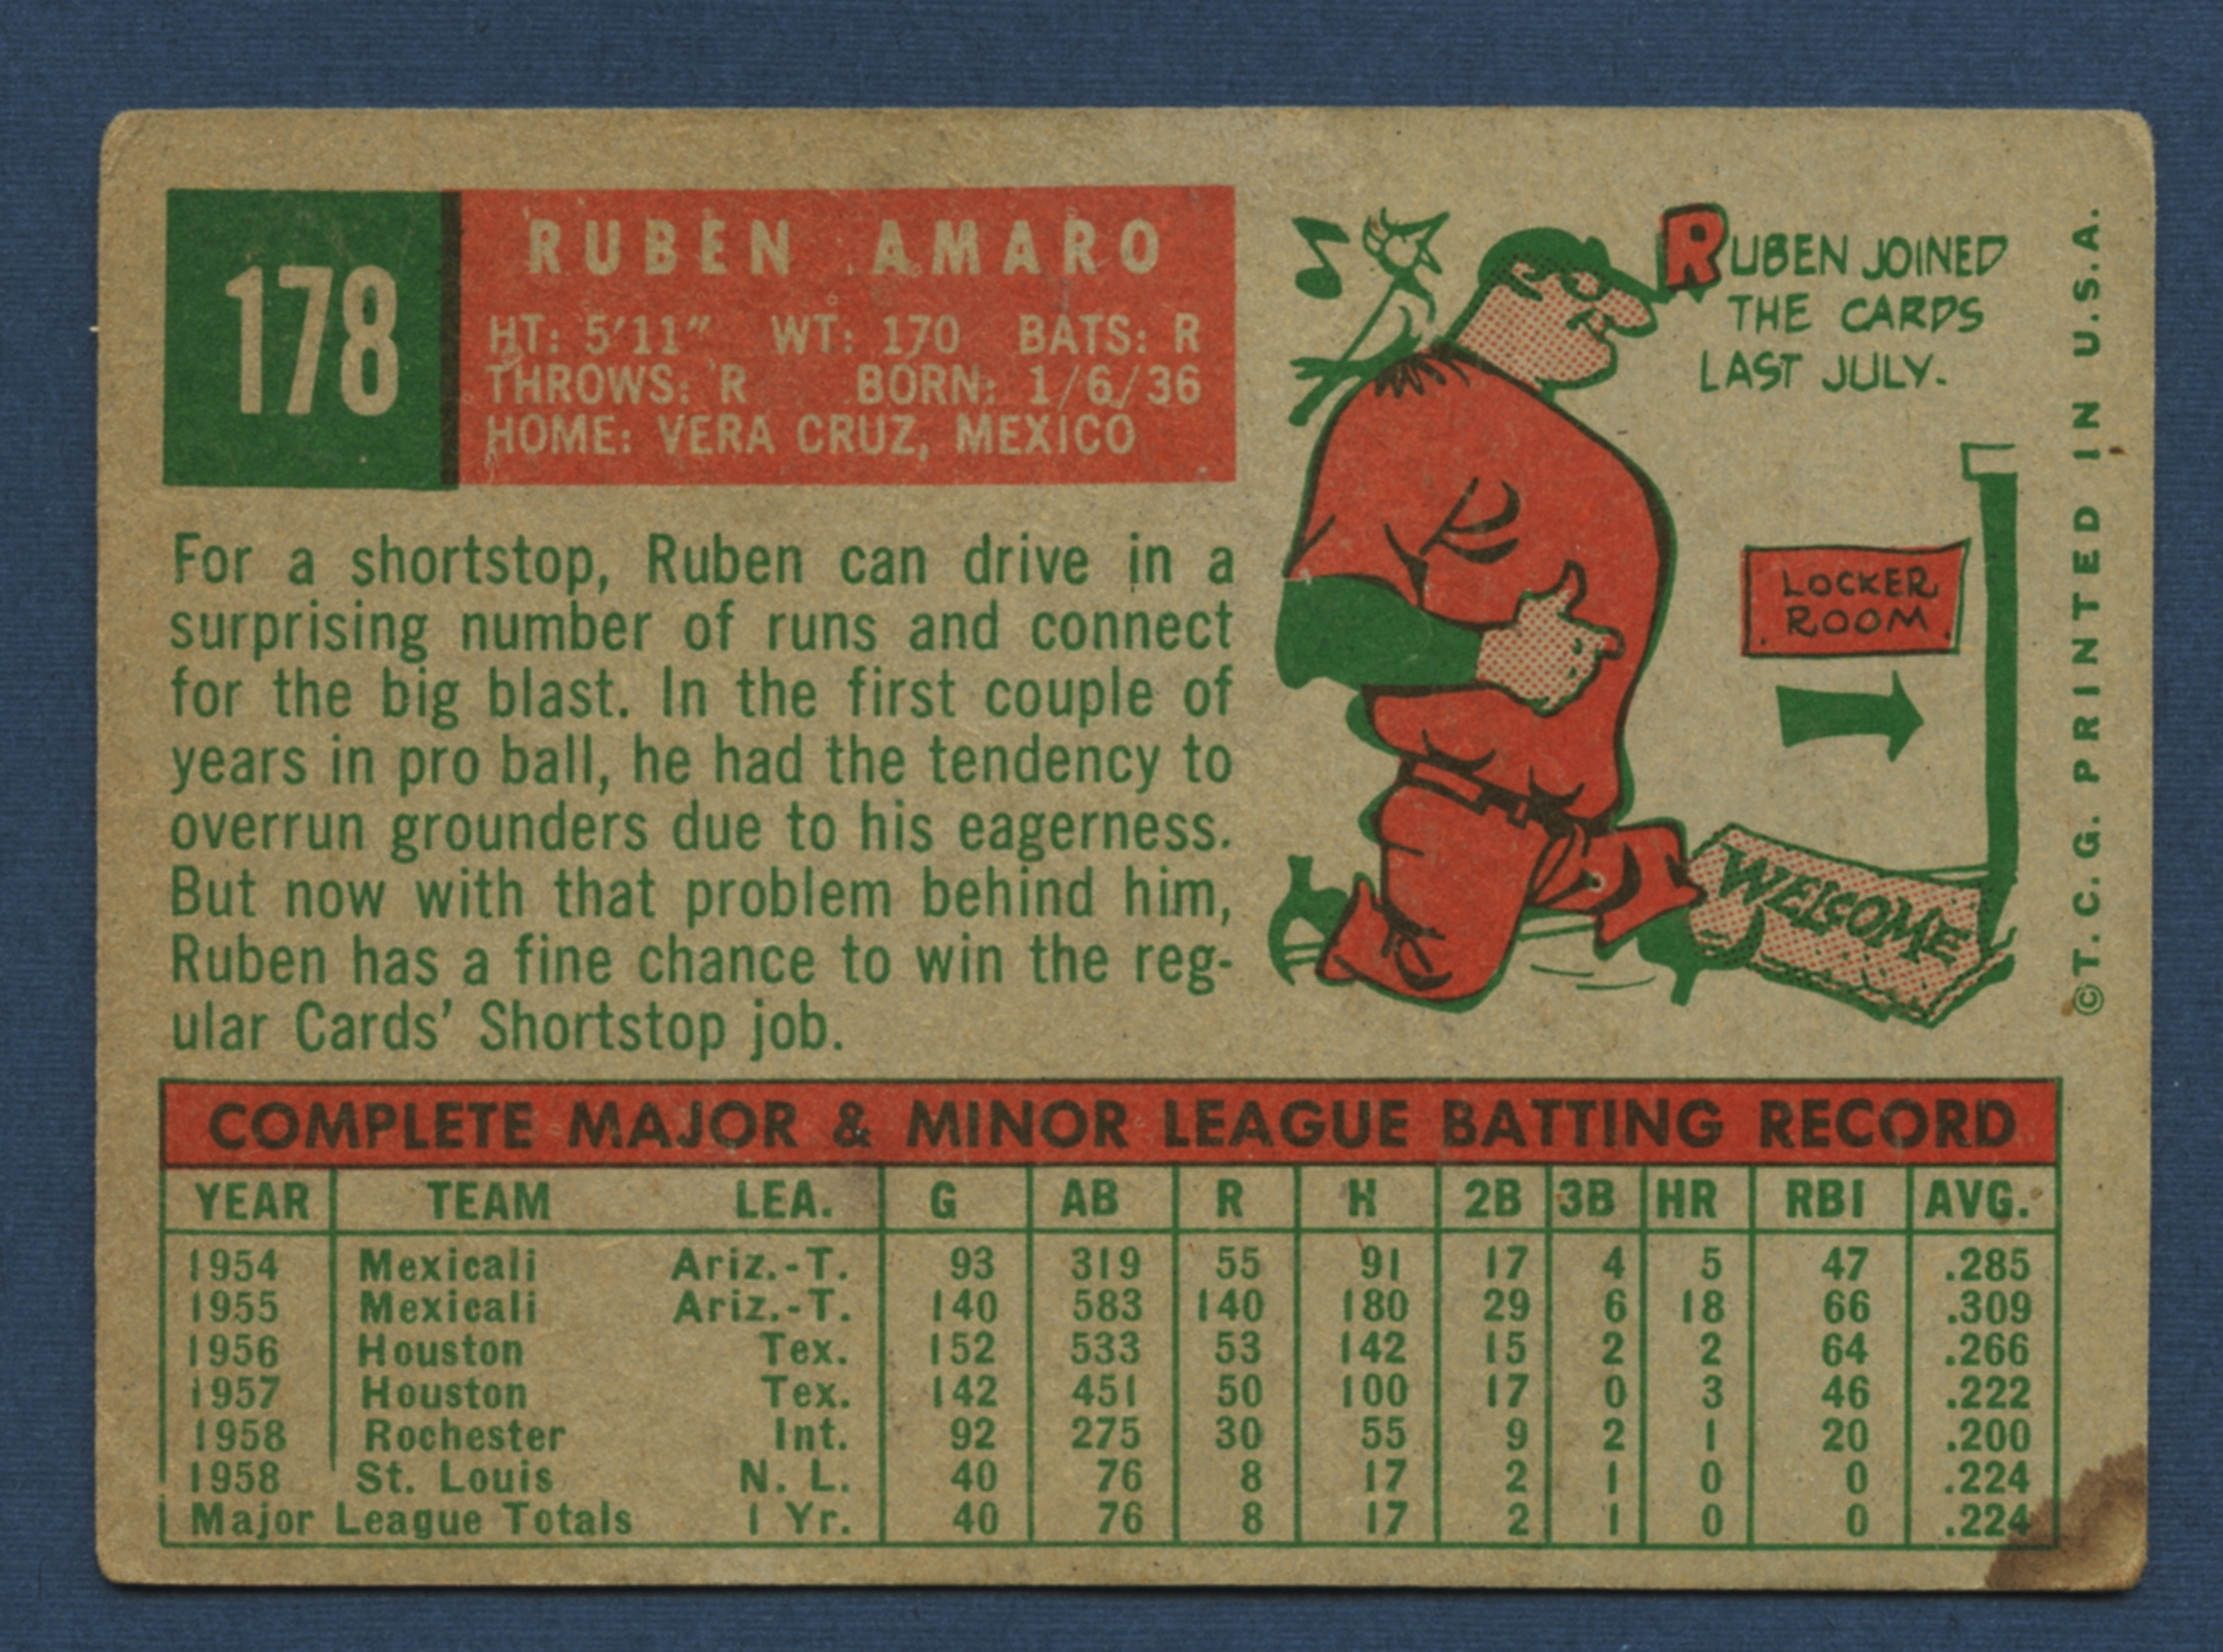 178
RUBEN AMARO
HT: 5'11" WT: 170 BATS: R
THROWS: R BORN: 1/6/36
HOME: VERA CRUZ, MEXICO
RUBEN JOINED
THE CARDS
LAST JULY.
LOCKER
ROOM
WELCOME
For a shortstop, Ruben can drive in a
surprising number of runs and connect
for the big blast. In the first couple of
years in pro ball, he had the tendency to
overrun grounders due to his eagerness.
But now with that problem behind him,
Ruben has a fine chance to win the reg-
ular Cards' Shortstop job.
© T. C. G. PRINTED IN U.S.A.
COMPLETE MAJOR & MINOR LEAGUE BATTING RECORD
YEAR TEAM LEA. G AB R H 2B 3B HR RBI AVG.
1954 Mexicali Ariz.-T. 93 319 55 91 17 4 5 47 .285
1955 Mexicali Ariz.-T. 140 583 140 180 29 6 18 66 .309
1956 Houston Tex. 152 533 53 142 15 2 2 64 .266
1957 Houston Tex. 142 451 50 100 17 0 3 46 .222
1958 Rochester Int. 92 275 30 55 9 2 1 20 .200
1958 St. Louis N. L. 40 76 8 17 2 1 0 0 .224
Major League Totals 1 Yr. 40 76 8 17 2 1 0 0 .224